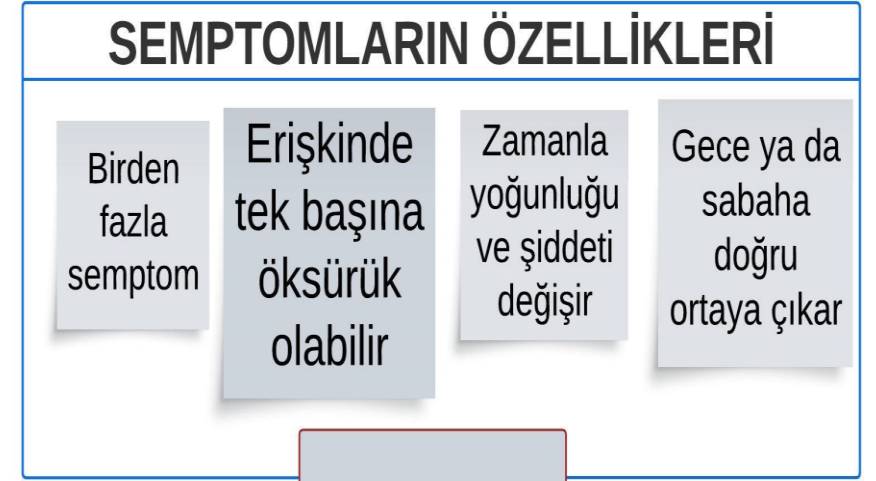 SEMPTOMLARIN ÖZELLİKLERİ
Birden
fazla
semptom
Erişkinde
tek başına
öksürük
olabilir
Zamanla
yoğunluğu
ve şiddeti
değişir
Gece ya da
sabaha
doğru
ortaya çıkar